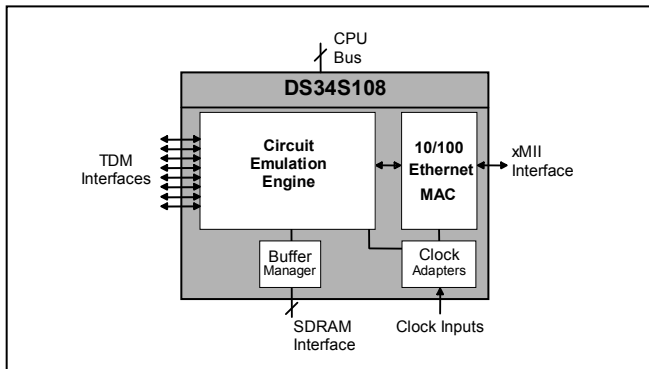 CPU
Bus
DS34S108
TDM
Interfaces
Circuit
Emulation
Engine
10/100
Ethernet
MAC
xMII
Interface
Buffer
Manager
Clock
Adapters
SDRAM
Interface
Clock Inputs